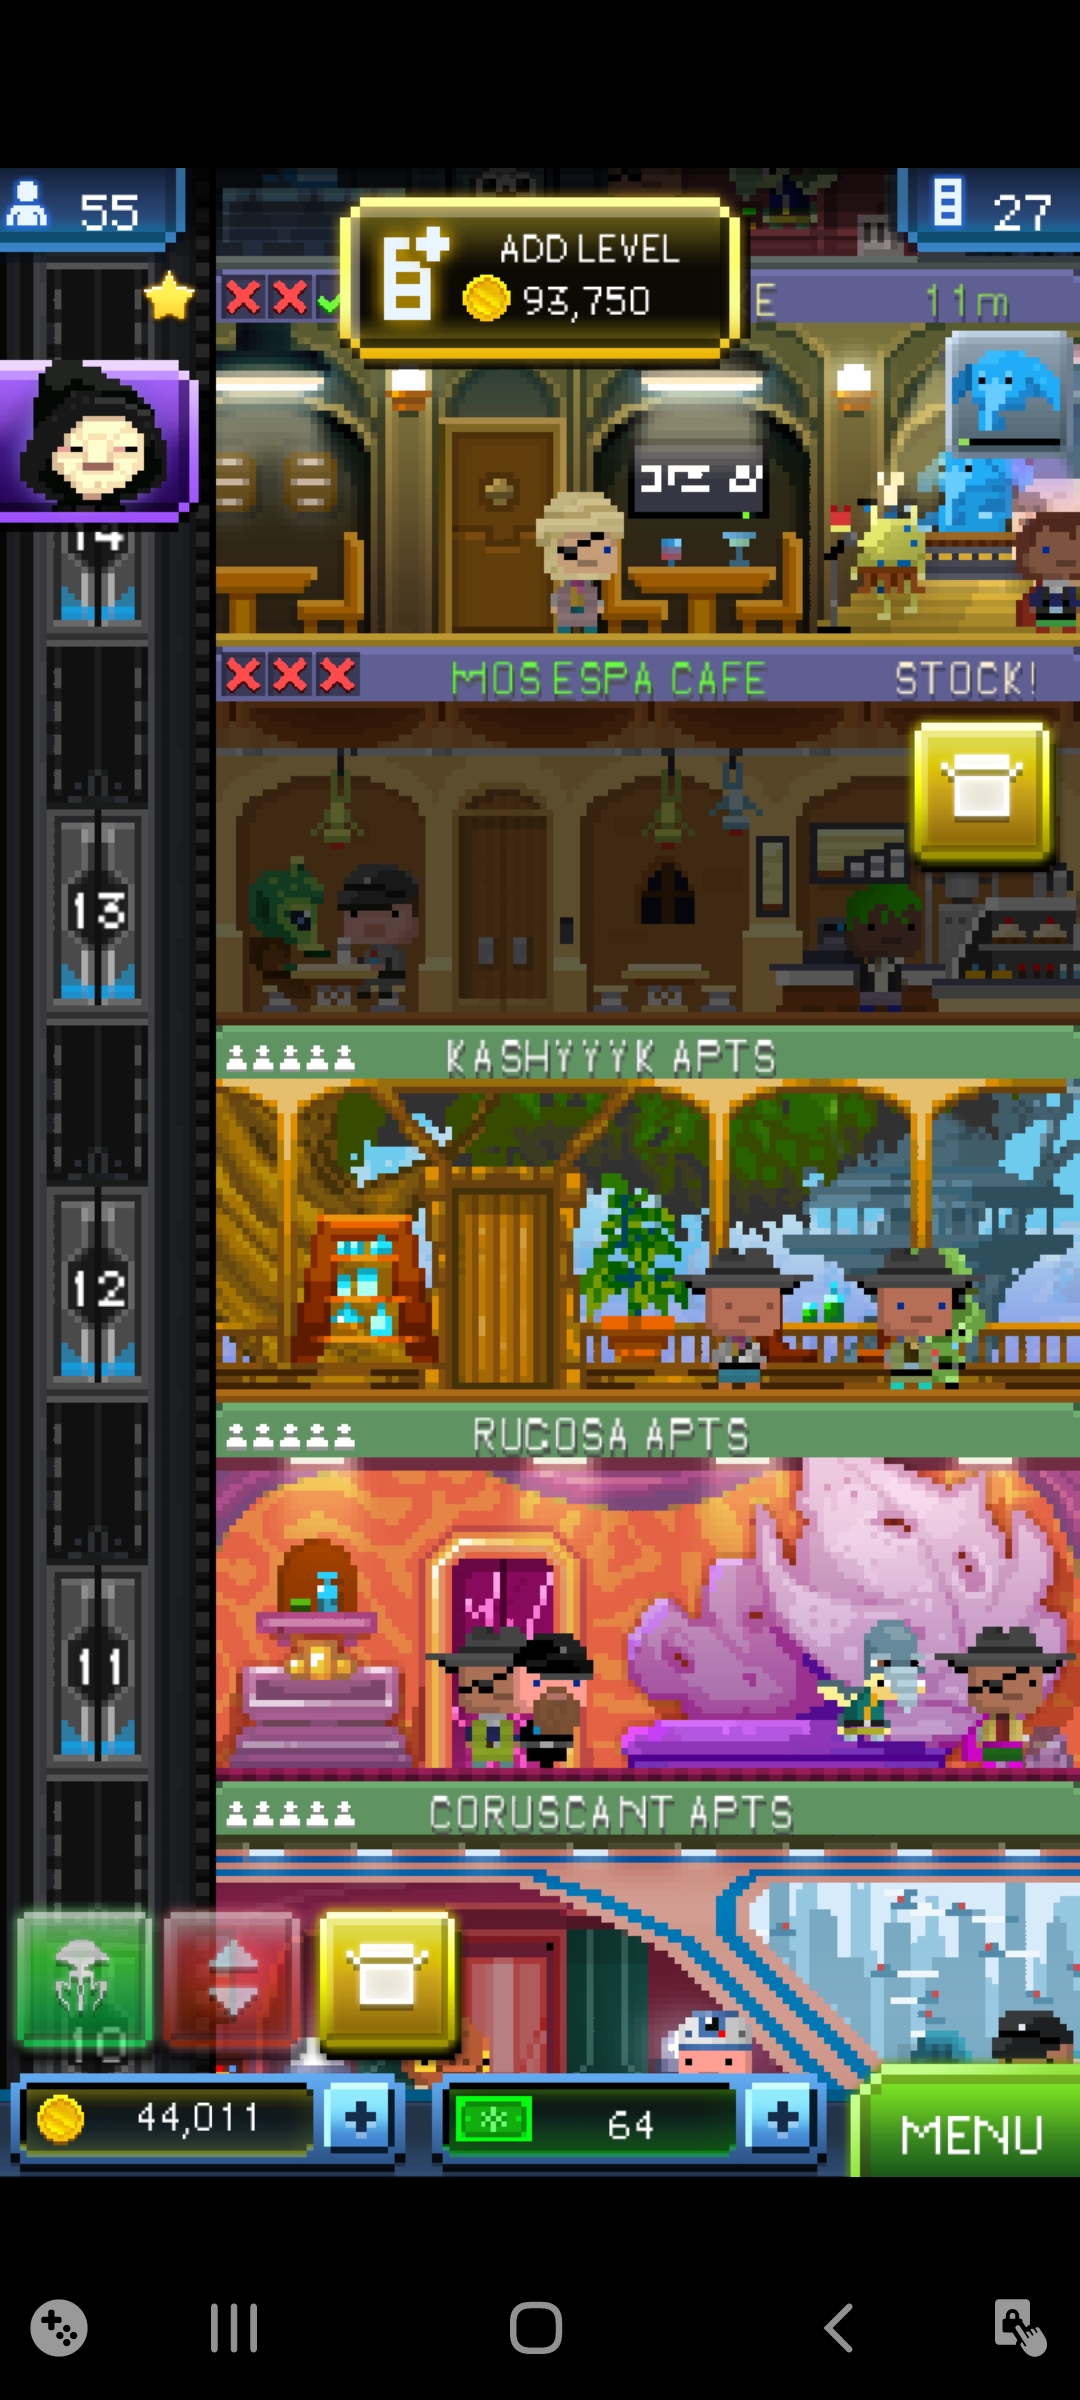 55
27
ADD LEVEL
93,750
E
11m
14
MOS ESPA CAFE
STOCK!
13
KASHYYYK APTS
12
RUGOSA APTS
11
CORUSCANT APTS
10
44,011
64
MENU